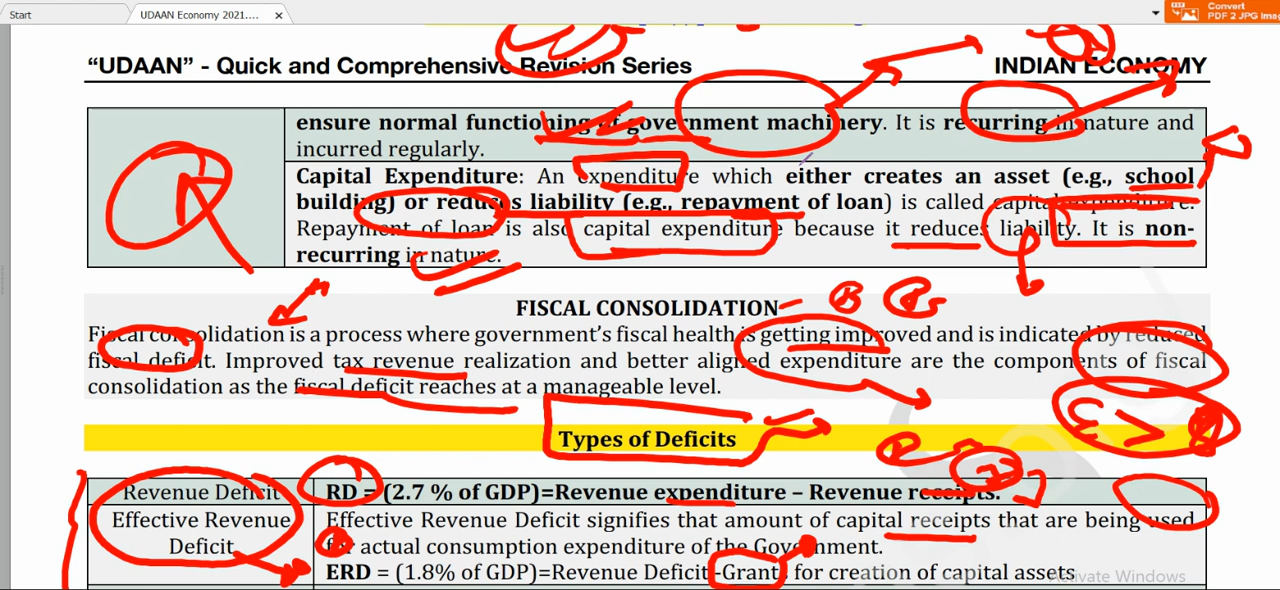 Start
UDAAN Economy 2021....
Convert
PDF 2 JPG Imag
“UDAAN” - Quick and Comprehensive Revision Series INDIAN ECONOMY
ensure normal functioning of government machinery. It is recurring in nature and
incurred regularly.
Capital Expenditure: An expenditure which either creates an asset (e.g., school
building) or reduces liability (e.g., repayment of loan) is called capital expenditure.
Repayment of loan is also capital expenditure because it reduces liability. It is non-
recurring in nature.
FISCAL CONSOLIDATION
Fiscal consolidation is a process where government’s fiscal health is getting improved and is indicated by reduced
fiscal deficit. Improved tax revenue realization and better aligned expenditure are the components of fiscal
consolidation as the fiscal deficit reaches at a manageable level.
Types of Deficits
Revenue Deficit RD = (2.7 % of GDP)=Revenue expenditure – Revenue receipts.
Effective Revenue Effective Revenue Deficit signifies that amount of capital receipts that are being used
Deficit for actual consumption expenditure of the Government.
ERD = (1.8% of GDP)=Revenue Deficit-Grants for creation of capital assets
Activate Windows